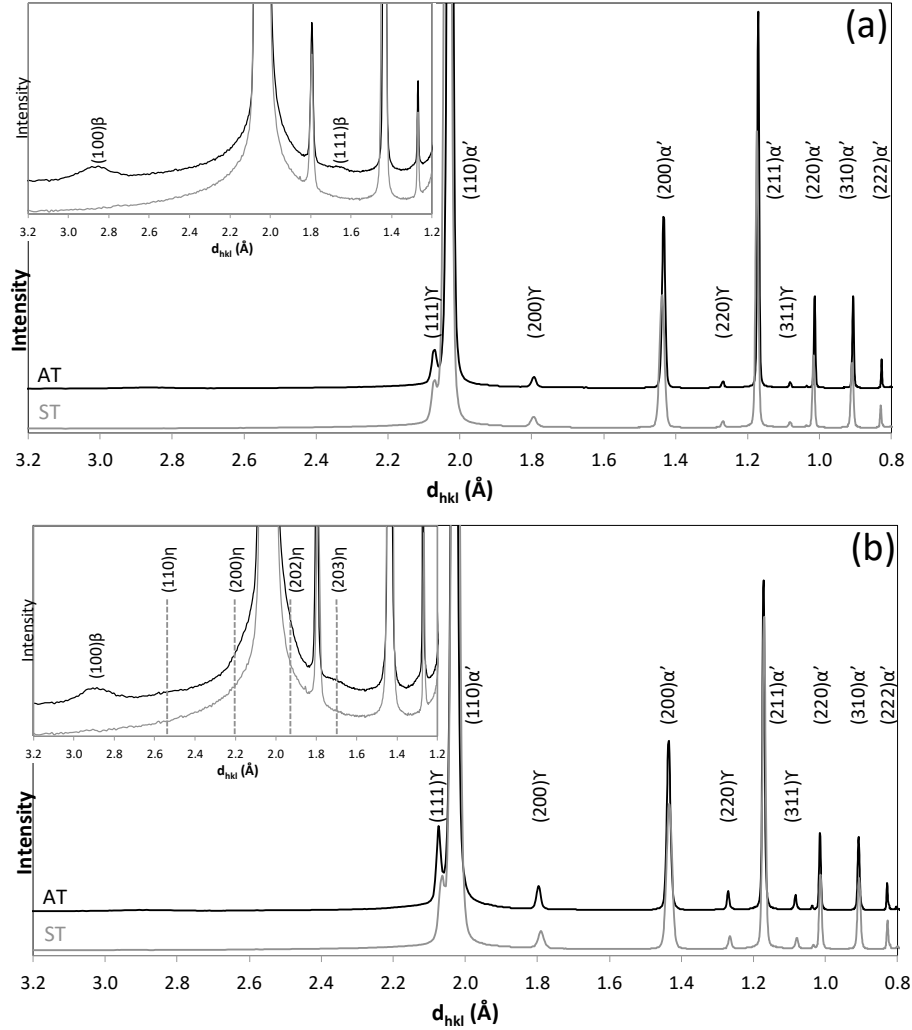 (a)
Intensity
(100)β
(111)β
3.2 3.0 2.8 2.6 2.4 2.2 2.0 1.8 1.6 1.4 1.2
dhkl (Å)
Intensity
(111)ϒ
(110)α’
(200)ϒ
(200)α’
(220)ϒ
(211)α’
(311)ϒ
(220)α’
(310)α’
(222)α’
AT
ST
3.2 3.0 2.8 2.6 2.4 2.2 2.0 1.8 1.6 1.4 1.2 1.0 0.8
dhkl (Å)
(b)
Intensity
(100)β
(110)η
(200)η
(202)η
(203)η
3.2 3.0 2.8 2.6 2.4 2.2 2.0 1.8 1.6 1.4 1.2
dhkl (Å)
Intensity
(111)ϒ
(110)α’
(200)ϒ
(200)α’
(220)ϒ
(211)α’
(311)ϒ
(220)α’
(310)α’
(222)α’
AT
ST
3.2 3.0 2.8 2.6 2.4 2.2 2.0 1.8 1.6 1.4 1.2 1.0 0.8
dhkl (Å)